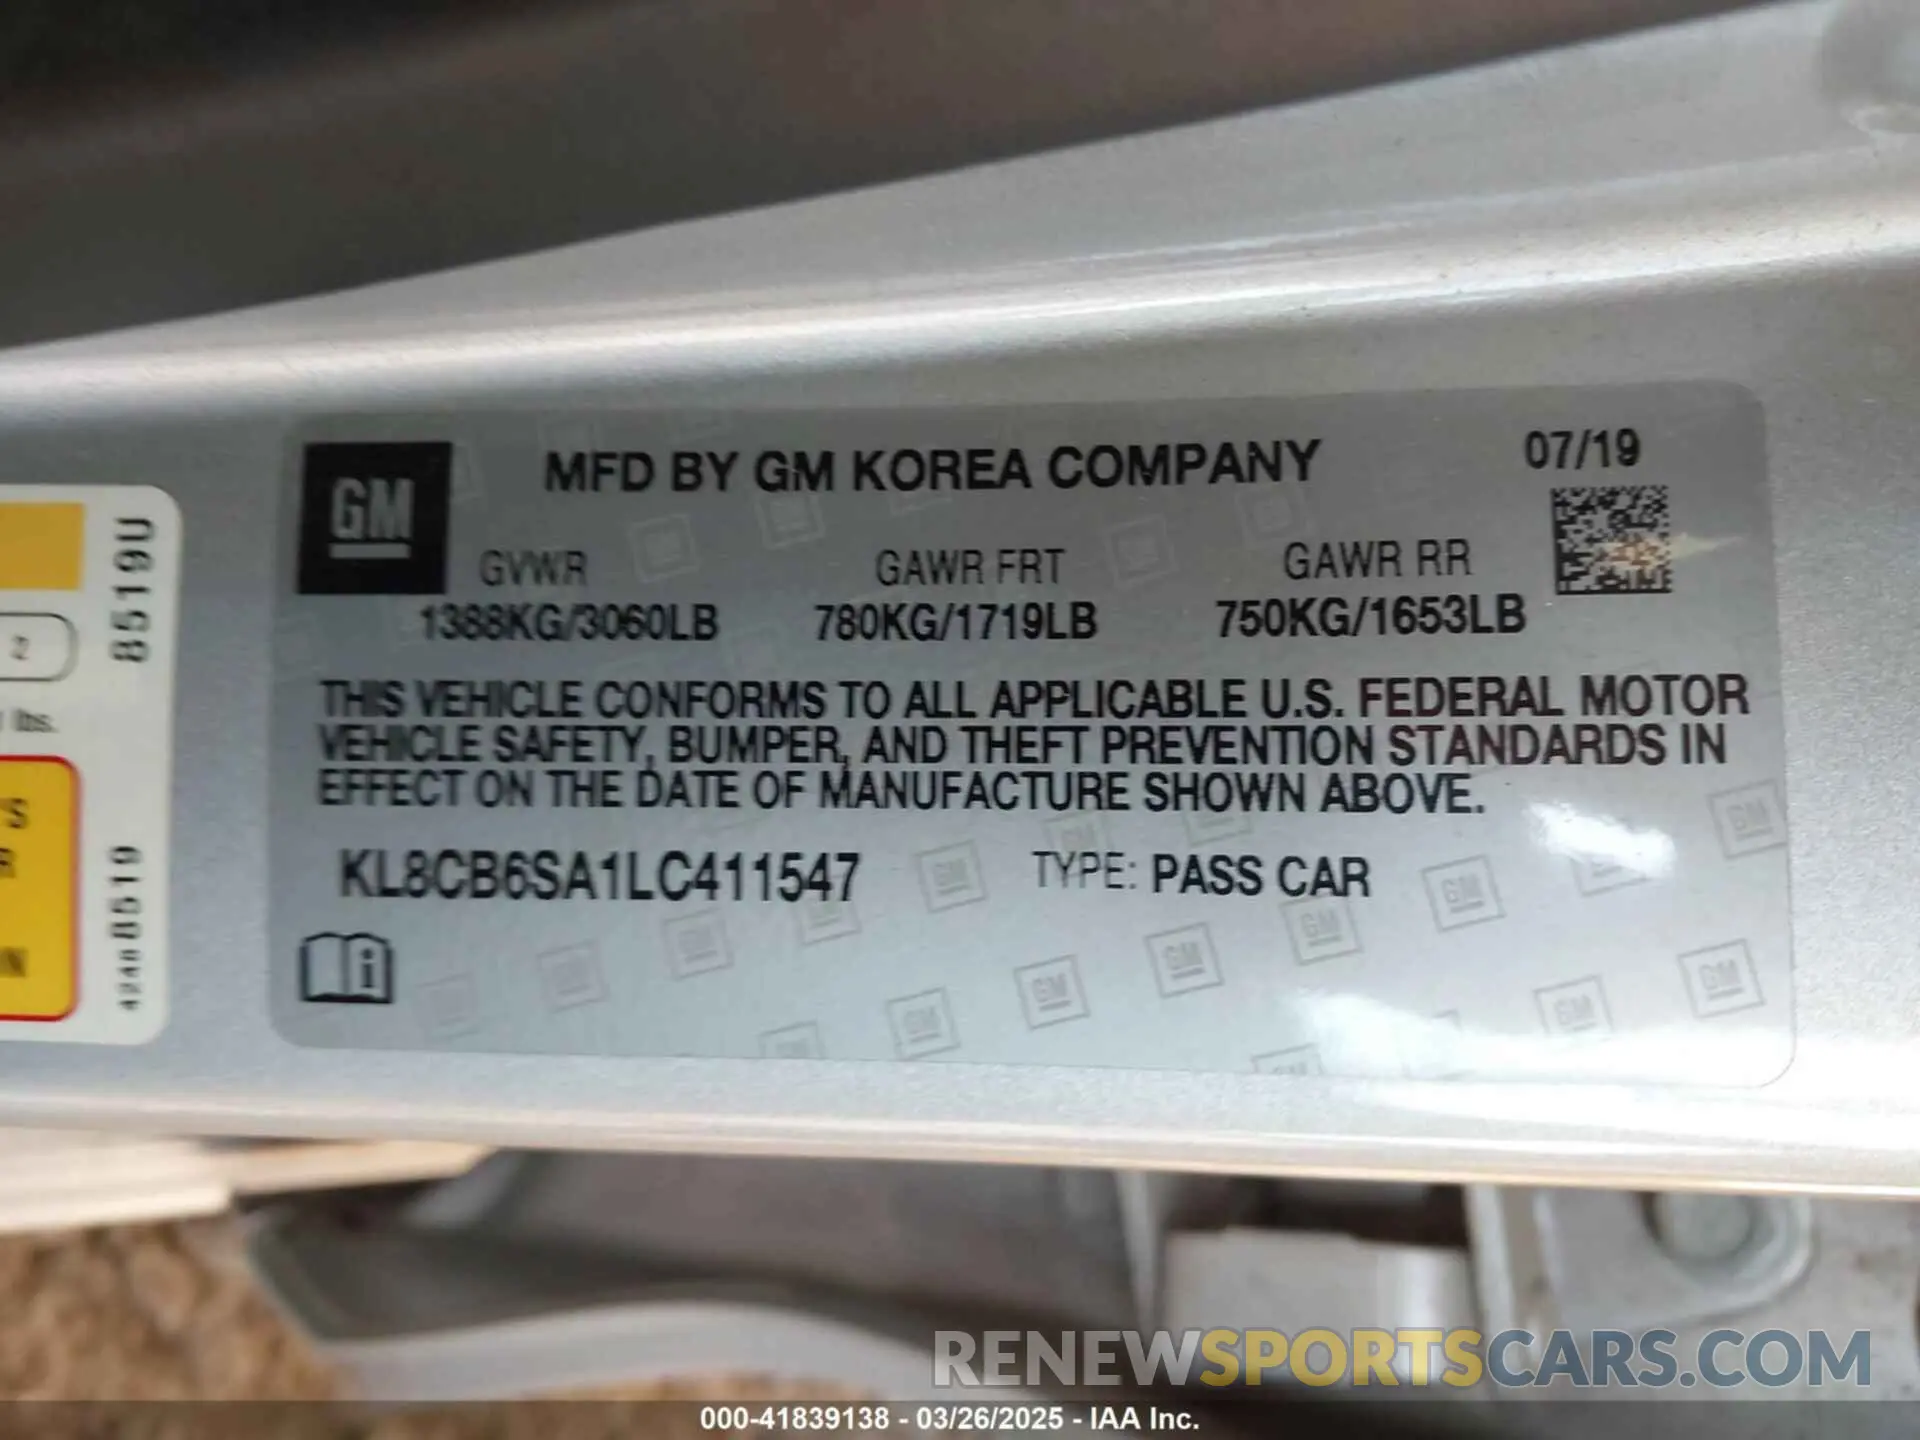 GM
MFD BY GM KOREA COMPANY
07/19
GVWR
GAWR FRT
GAWR RR
1388KG/3060LB
780KG/1719LB
750KG/1653LB
THIS VEHICLE CONFORMS TO ALL APPLICABLE U.S. FEDERAL MOTOR
VEHICLE SAFETY, BUMPER, AND THEFT PREVENTION STANDARDS IN
EFFECT ON THE DATE OF MANUFACTURE SHOWN ABOVE.
KL8CB6SA1LC411547
TYPE: PASS CAR
i
8519U
2
lbs.
8519
RENEWSPORTSCARS.COM
000-41839138 - 03/26/2025 - IAA Inc.